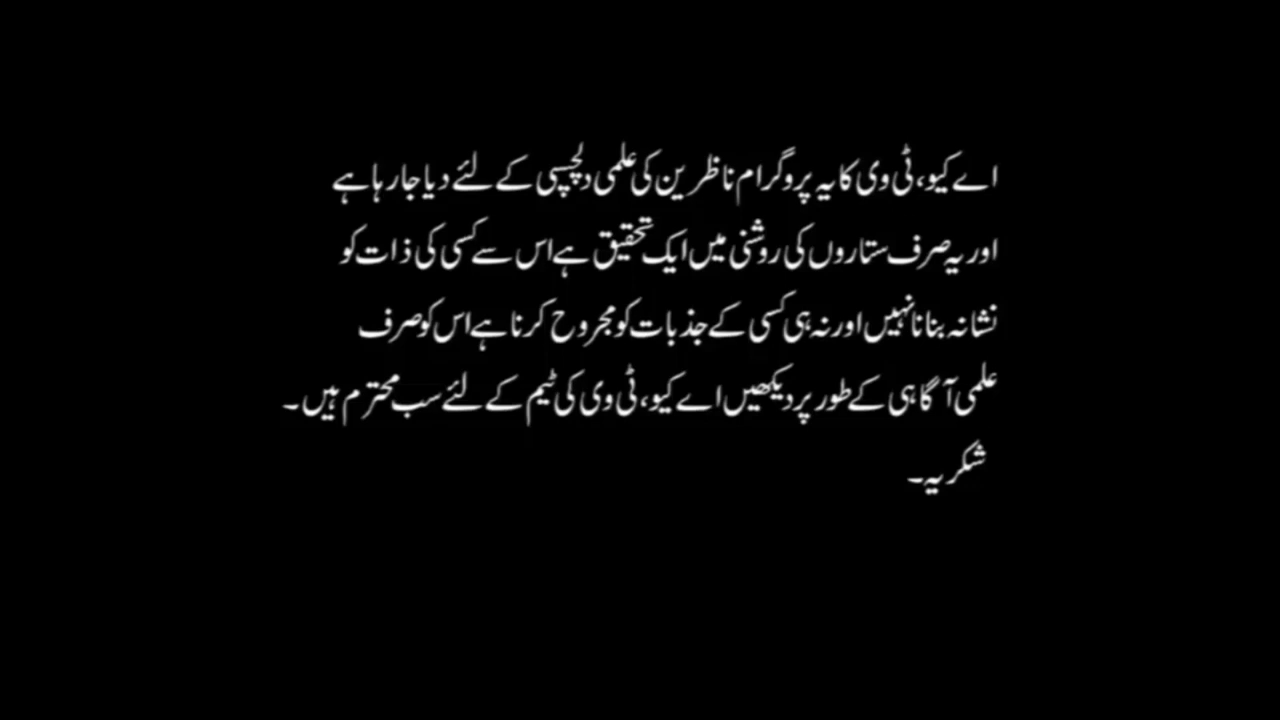 اے کیو، ٹی وی کا یہ پروگرام ناظرین کی علمی دلچسپی کے لئے دیا جا رہا ہے
اور یہ صرف ستاروں کی روشنی میں ایک تحقیق ہے اس سے کسی کی ذات کو
نشانہ بنانا نہیں اور نہ ہی کسی کے جذبات کو مجروح کرنا ہے اس کو صرف
علمی آگاہی کے طور پر دیکھیں اے کیو، ٹی وی کی ٹیم کے لئے سب محترم ہیں ۔
شکریہ ۔